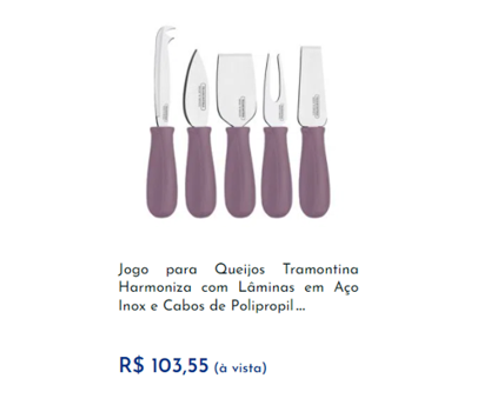 Jogo para Queijos Tramontina
Harmoniza com Lâminas em Aço
Inox e Cabos de Polipropil...
R$ 103,55 (à vista)